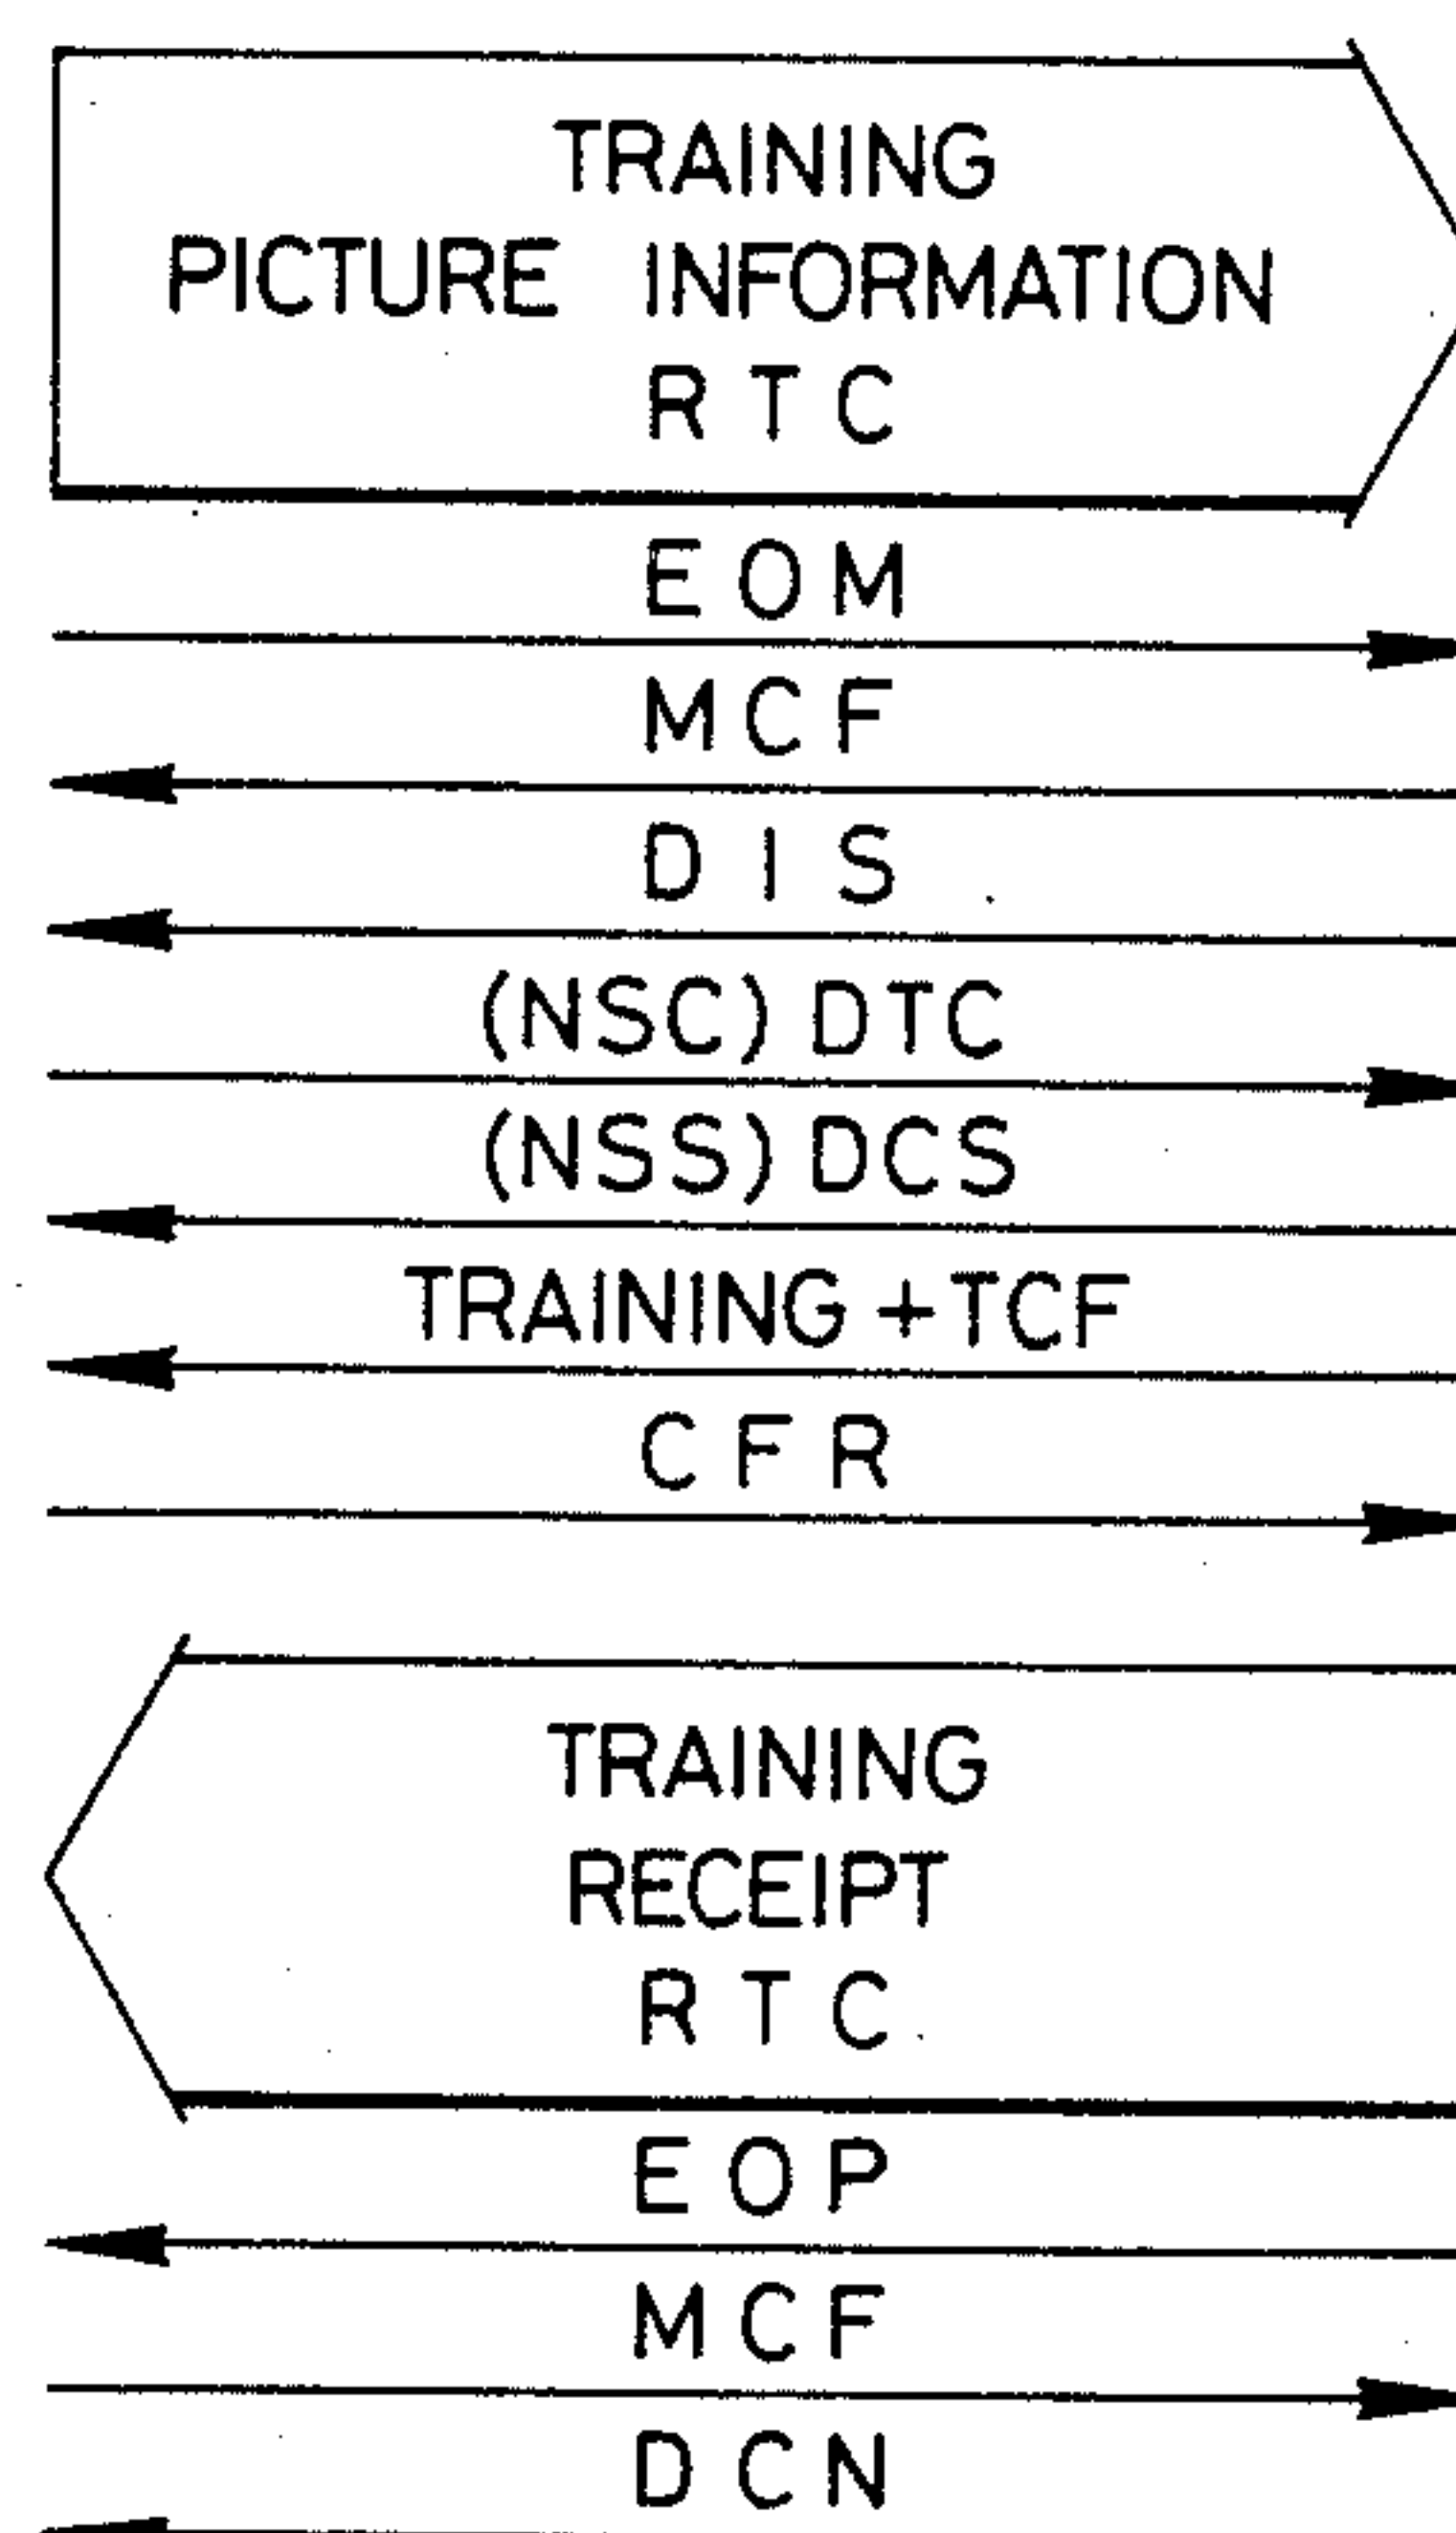 TRAINING
PICTURE INFORMATION
RTC
EOM
MCF
DIS
(NSC) DTC
(NSS) DCS
TRAINING + TCF
CFR
TRAINING
RECEIPT
RTC
EOP
MCF
DCN